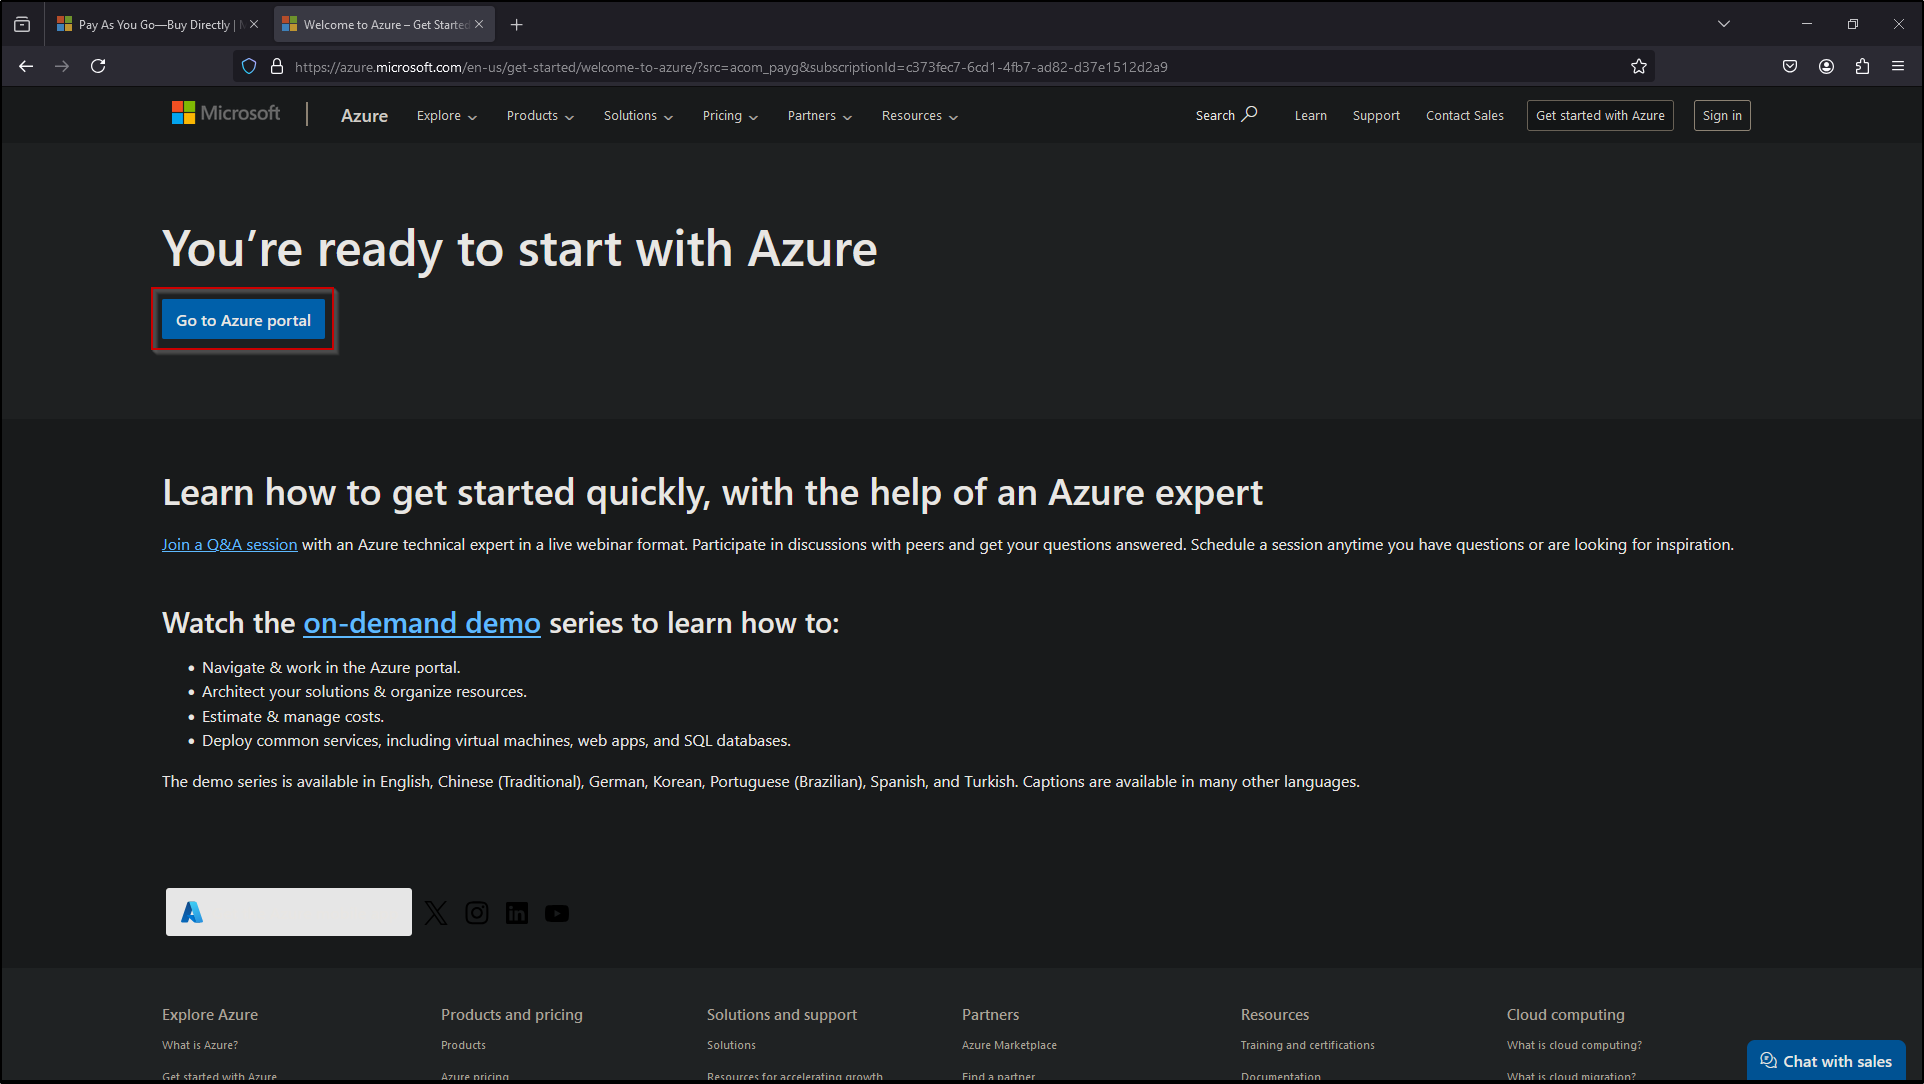 Pay As You Go—Buy Directly |
Welcome to Azure – Get Started
https://azure.microsoft.com/en-us/get-started/welcome-to-azure/?src=acom_payg&subscriptionId=c373fec7-6cd1-4fb7-ad82-d37e1512d2a9
Microsoft
Azure
Explore
Products
Solutions
Pricing
Partners
Resources
Search
Learn
Support
Contact Sales
Get started with Azure
Sign in
You’re ready to start with Azure
Go to Azure portal
Learn how to get started quickly, with the help of an Azure expert
Join a Q&A session with an Azure technical expert in a live webinar format. Participate in discussions with peers and get your questions answered. Schedule a session anytime you have questions or are looking for inspiration.
Watch the on-demand demo series to learn how to:
• Navigate & work in the Azure portal.
• Architect your solutions & organize resources.
• Estimate & manage costs.
• Deploy common services, including virtual machines, web apps, and SQL databases.
The demo series is available in English, Chinese (Traditional), German, Korean, Portuguese (Brazilian), Spanish, and Turkish. Captions are available in many other languages.
Explore Azure
What is Azure?
Get started with Azure
Products and pricing
Products
Azure pricing
Solutions and support
Solutions
Resources for accelerating growth
Partners
Azure Marketplace
Find a partner
Resources
Training and certifications
Documentation
Cloud computing
What is cloud computing?
What is cloud migration?
Chat with sales